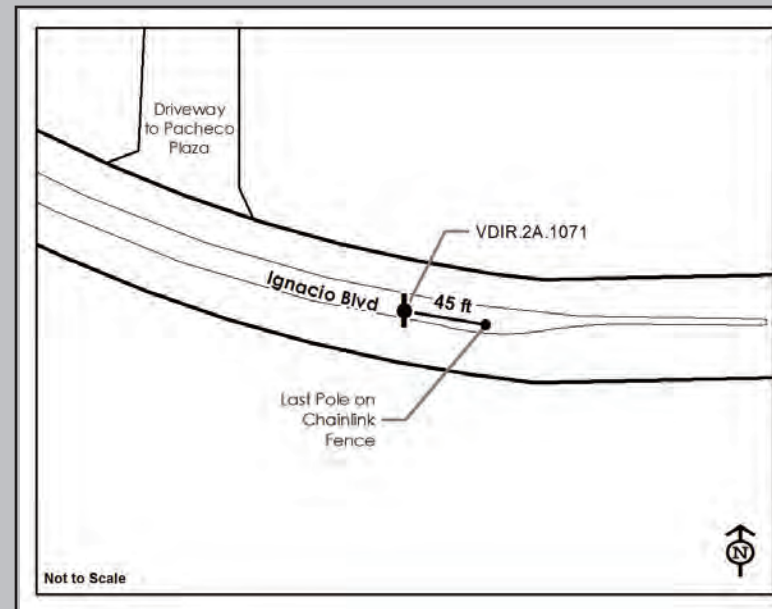 Driveway
to Pacheco
Plaza
VDIR.2A.1071
Ignacio Blvd
45 ft
Last Pole on
Chainlink
Fence
Not to Scale
N